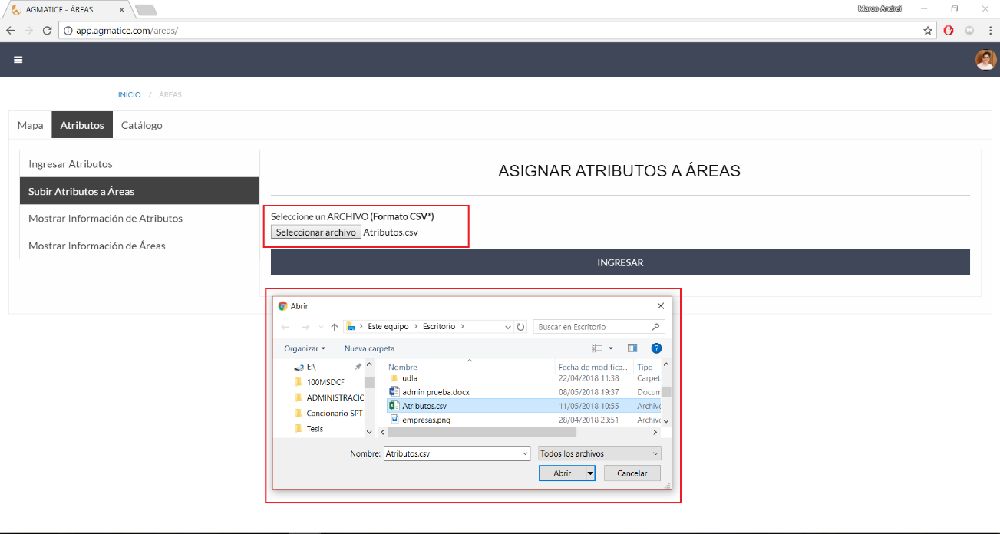 AGMATICE - ÁREAS
Marco Andrei
app.agmatice.com/areas/
INICIO / ÁREAS
Mapa Atributos Catálogo
Ingresar Atributos
Subir Atributos a Áreas
Mostrar Información de Atributos
Mostrar Información de Áreas
ASIGNAR ATRIBUTOS A ÁREAS
Seleccione un ARCHIVO (Formato CSV*)
Seleccionar archivo Atributos.csv
INGRESAR
Abrir
Este equipo > Escritorio >
Buscar en Escritorio
Organizar Nueva carpeta
E:\
100MSDCF
ADMINISTRACIC
Cancionario SPT
Tesis
Nombre Fecha de modifica... Tipo
udla 22/04/2018 11:38 Carpet
admin prueba.docx 08/05/2018 19:37 Docum
Atributos.csv 11/05/2018 10:55 Archivo
empresas.png 28/04/2018 23:51 Archivo
Nombre: Atributos.csv Todos los archivos
Abrir Cancelar